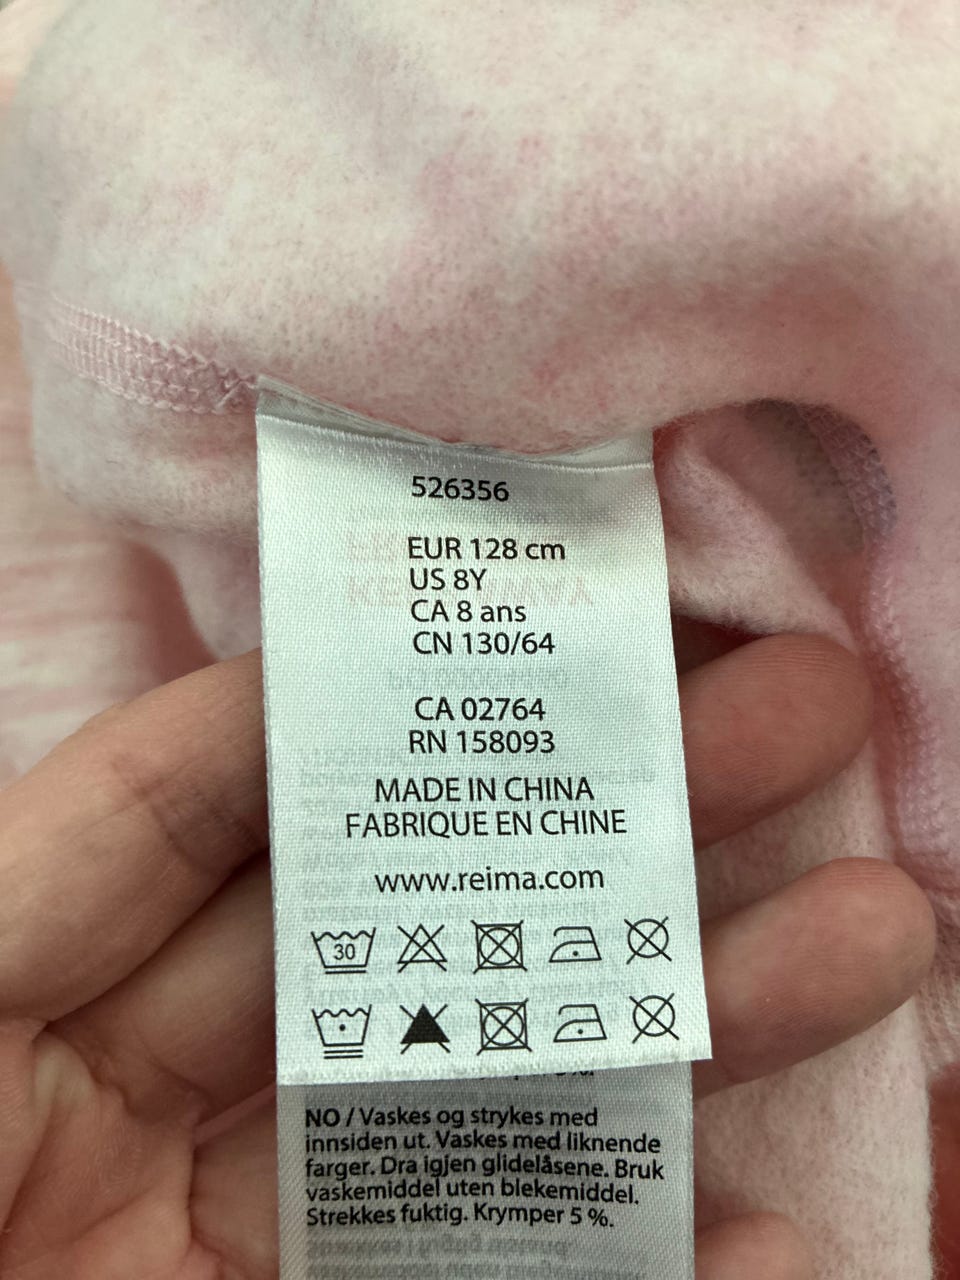 526356
EUR 128 cm
US 8Y
CA 8 ans
CN 130/64
CA 02764
RN 158093
MADE IN CHINA
FABRIQUE EN CHINE
www.reima.com
30
NO / Vaskes og strykes med
innsiden ut. Vaskes med liknende
farger. Dra igjen glidelåsene. Bruk
vaskemiddel uten blekemiddel.
Strekkes fuktig. Krymper 5 %.